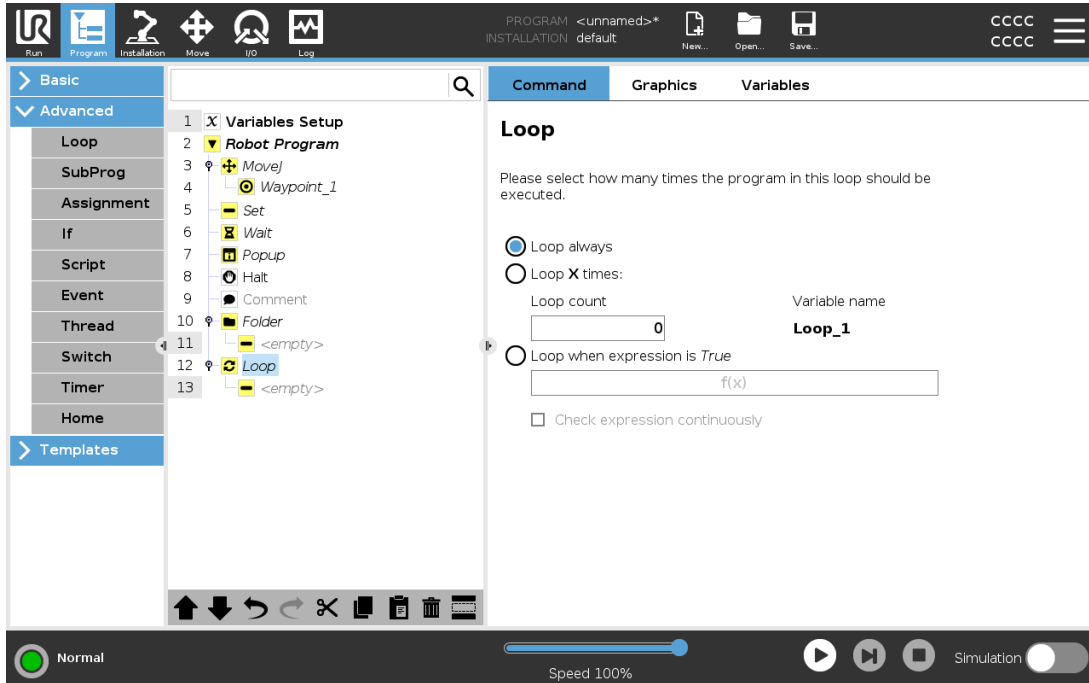 UR
PROGRAM <unnamed>*
INSTALLATION default
Run Program Installation Move I/O Log New... Open... Save...
cccc
cccc
Basic
Advanced
Loop
SubProg
Assignment
If
Script
Event
Thread
Switch
Timer
Home
Templates
1 X Variables Setup
2 Robot Program
3 MoveJ
4 Waypoint_1
5 Set
6 Wait
7 Popup
8 Halt
9 Comment
10 Folder
11 <empty>
12 Loop
13 <empty>
Command Graphics Variables
Loop
Please select how many times the program in this loop should be
executed.
Loop always
Loop X times:
Loop count Variable name
0 Loop_1
Loop when expression is True
f(x)
Check expression continuously
Normal
Speed 100%
Simulation